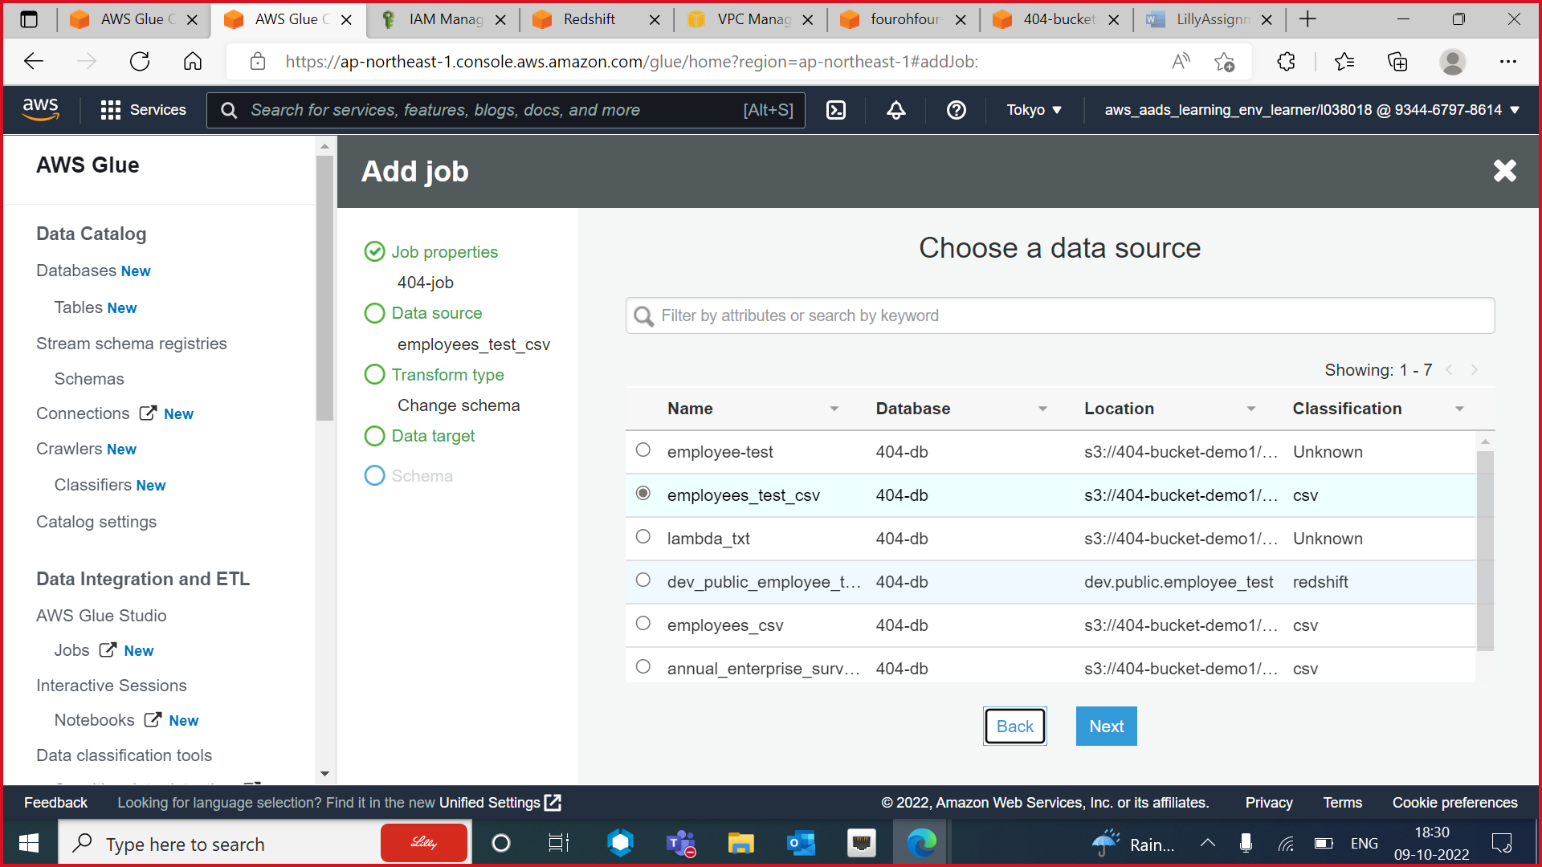 AWS Glue C
AWS Glue C
IAM Manag
Redshift
VPC Manag
fourohfour-
404-bucket
LillyAssignn
https://ap-northeast-1.console.aws.amazon.com/glue/home?region=ap-northeast-1#addJob:
aws
Services
Search for services, features, blogs, docs, and more
[Alt+S]
Tokyo
aws_aads_learning_env_learner/l038018 @ 9344-6797-8614
AWS Glue
Add job
Data Catalog
Databases New
Tables New
Stream schema registries
Schemas
Connections New
Crawlers New
Classifiers New
Catalog settings
Data Integration and ETL
AWS Glue Studio
Jobs New
Interactive Sessions
Notebooks New
Data classification tools
Job properties
404-job
Data source
employees_test_csv
Transform type
Change schema
Data target
Schema
Choose a data source
Filter by attributes or search by keyword
Showing: 1 - 7
Name Database Location Classification
employee-test 404-db s3://404-bucket-demo1/... Unknown
employees_test_csv 404-db s3://404-bucket-demo1/... csv
lambda_txt 404-db s3://404-bucket-demo1/... Unknown
dev_public_employee_t... 404-db dev.public.employee_test redshift
employees_csv 404-db s3://404-bucket-demo1/... csv
annual_enterprise_surv... 404-db s3://404-bucket-demo1/... csv
Back Next
Feedback Looking for language selection? Find it in the new Unified Settings
© 2022, Amazon Web Services, Inc. or its affiliates. Privacy Terms Cookie preferences
Type here to search
Lilly
Rain...
ENG
18:30
09-10-2022